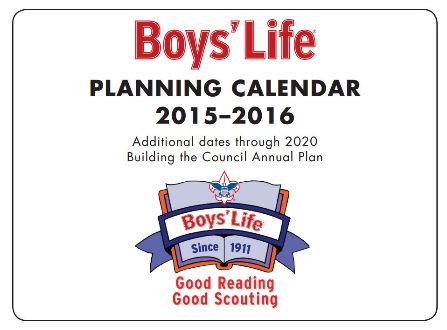 Boys' Life
PLANNING CALENDAR
2015–2016
Additional dates through 2020
Building the Council Annual Plan
Boys' Life
Since 1911
Good Reading
Good Scouting